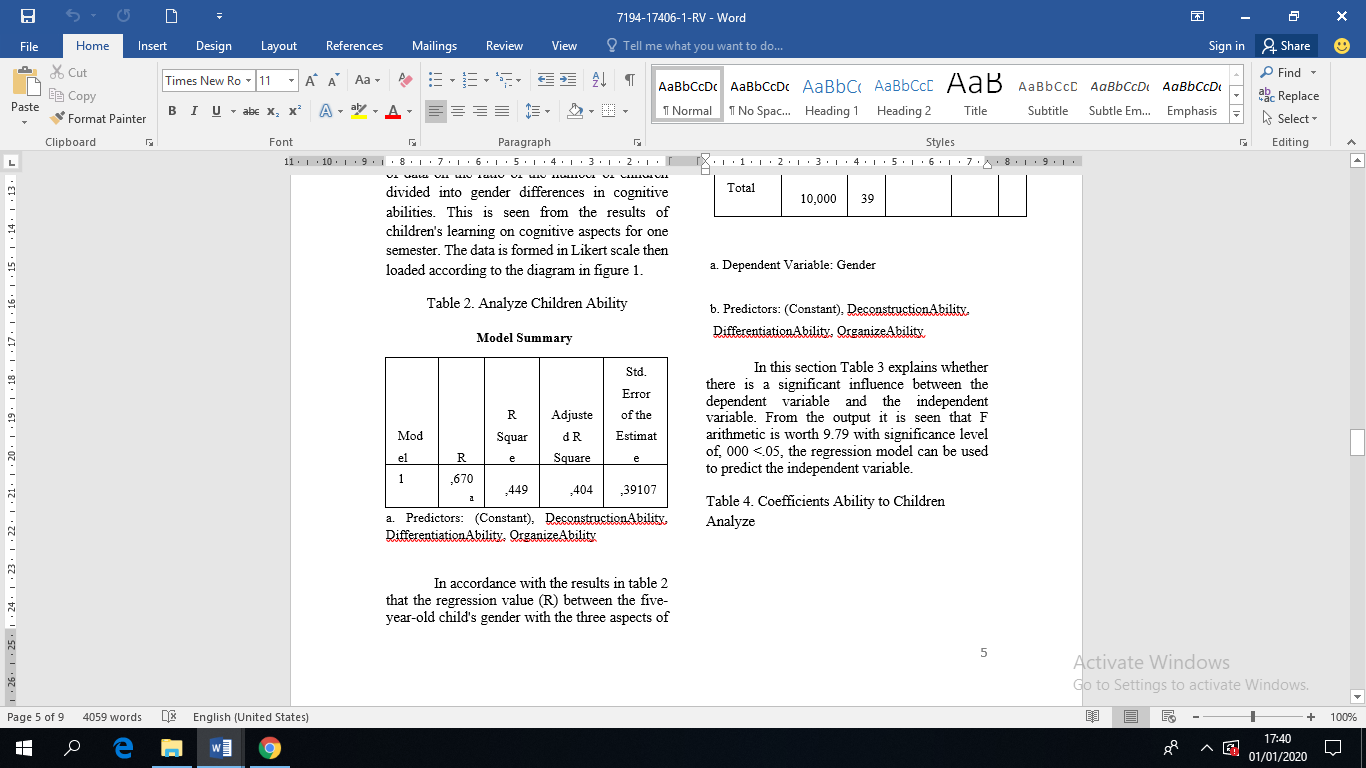 7194-17406-1-RV - Word
File Home Insert Design Layout References Mailings Review View Tell me what you want to do... Sign in Share
Paste
Cut
Copy
Format Painter
Clipboard
Times New Ro 11
Font
Paragraph
AaBbCcDc AaBbCcDc AaBbCc AaBbCcD AaB AaBbCcD AaBbCcDc AaBbCcDc
¶ Normal ¶ No Spac... Heading 1 Heading 2 Title Subtitle Subtle Em... Emphasis
Styles
Find
Replace
Select
Editing
of data on the ratio of the number of children
divided into gender differences in cognitive
abilities. This is seen from the results of
children's learning on cognitive aspects for one
semester. The data is formed in Likert scale then
loaded according to the diagram in figure 1.
Table 2. Analyze Children Ability
Model Summary
Mod
el
R
R
Squar
e
Adjuste
d R
Square
Std.
Error
of the
Estimat
e
1
,670
a
,449
,404
,39107
a. Predictors: (Constant), DeconstructionAbility,
DifferentiationAbility, OrganizeAbility
In accordance with the results in table 2
that the regression value (R) between the five-
year-old child's gender with the three aspects of
Total 10,000 39
a. Dependent Variable: Gender
b. Predictors: (Constant), DeconstructionAbility,
DifferentiationAbility, OrganizeAbility
In this section Table 3 explains whether
there is a significant influence between the
dependent variable and the independent
variable. From the output it is seen that F
arithmetic is worth 9.79 with significance level
of, 000 <.05, the regression model can be used
to predict the independent variable.
Table 4. Coefficients Ability to Children
Analyze
5
Activate Windows
Go to Settings to activate Windows.
Page 5 of 9 4059 words English (United States) 100%
17:40
01/01/2020